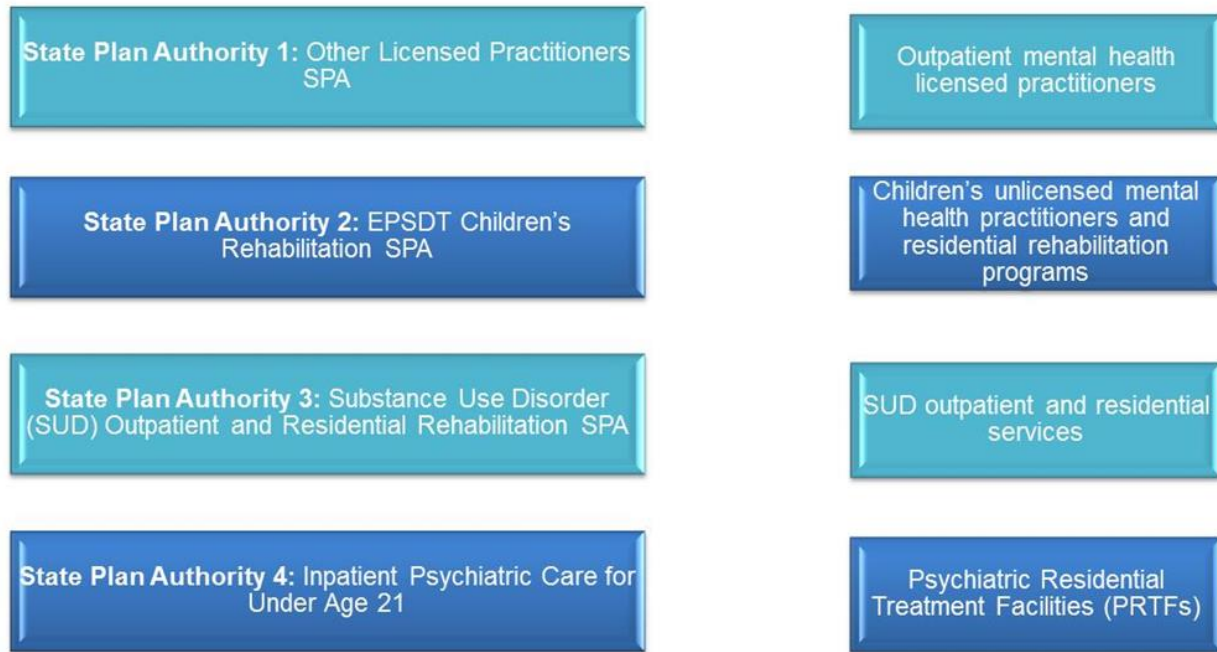 State Plan Authority 1: Other Licensed Practitioners
SPA
Outpatient mental health
licensed practitioners
State Plan Authority 2: EPSDT Children's
Rehabilitation SPA
Children's unlicensed mental
health practitioners and
residential rehabilitation
programs
State Plan Authority 3: Substance Use Disorder
(SUD) Outpatient and Residential Rehabilitation SPA
SUD outpatient and residential
services
State Plan Authority 4: Inpatient Psychiatric Care for
Under Age 21
Psychiatric Residential
Treatment Facilities (PRTFs)